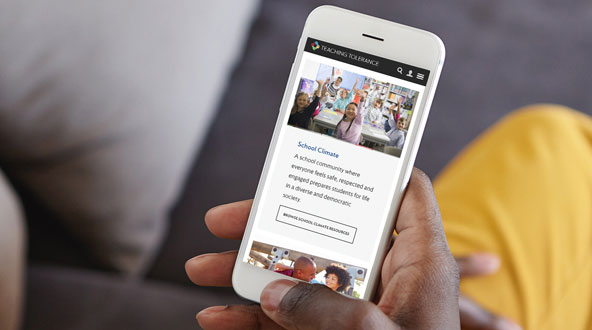 TEACHING TOLERANCE
School Climate
A school community where
everyone feels safe, respected and
engaged prepares students for life
in a diverse and democratic
society.
BROWSE SCHOOL CLIMATE RESOURCES